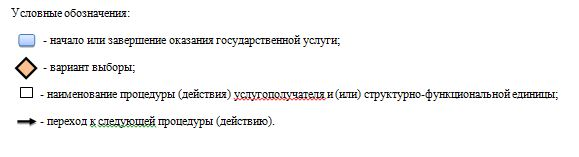 Условные обозначения:
- начало или завершение оказания государственной услуги;
- вариант выборы;
- наименование процедуры (действия) услугополучателя и (или) структурно-функциональной единицы;
- переход к следующей процедуры (действию).